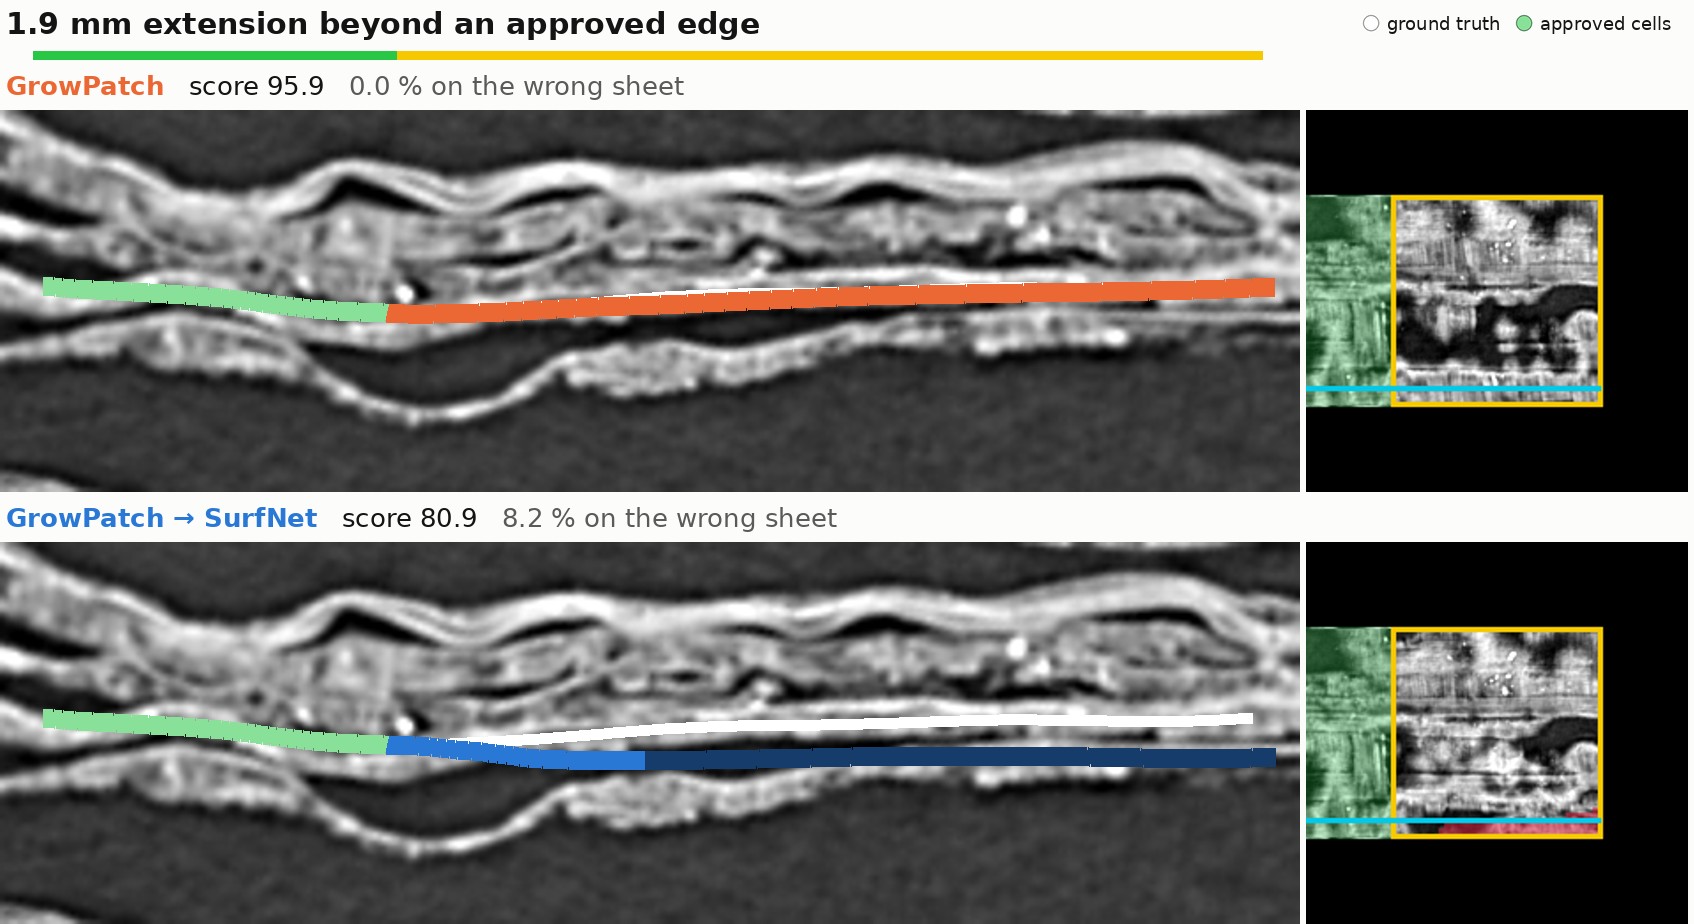 1.9 mm extension beyond an approved edge
ground truth
approved cells
GrowPatch score 95.9 0.0 % on the wrong sheet
GrowPatch → SurfNet score 80.9 8.2 % on the wrong sheet